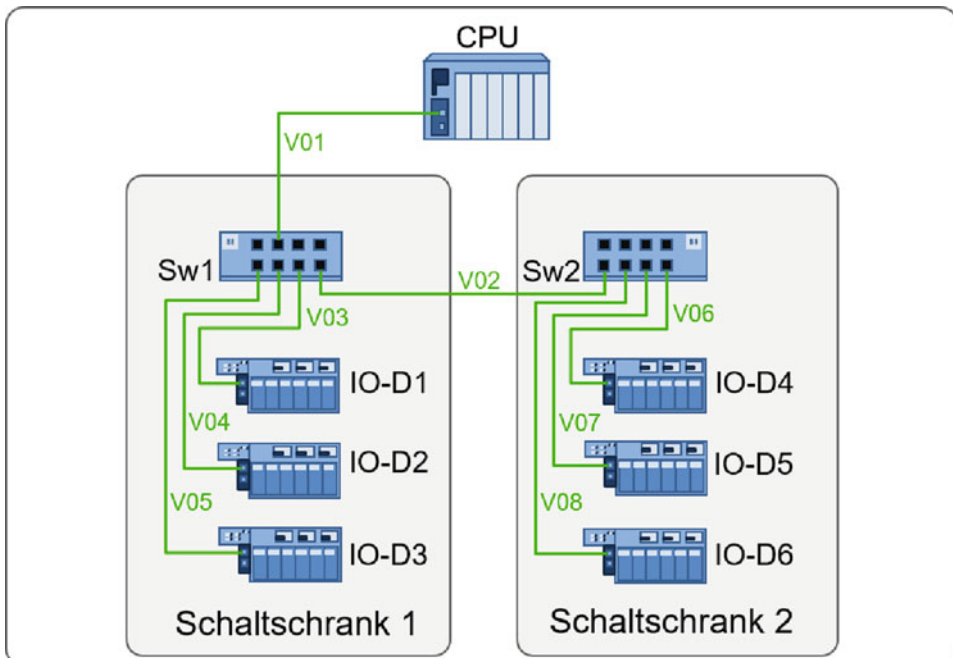 CPU
V01
Sw1
V02
Sw2
V03
V06
IO-D1
IO-D4
V04
V07
IO-D2
IO-D5
V05
V08
IO-D3
IO-D6
Schaltschrank 1
Schaltschrank 2